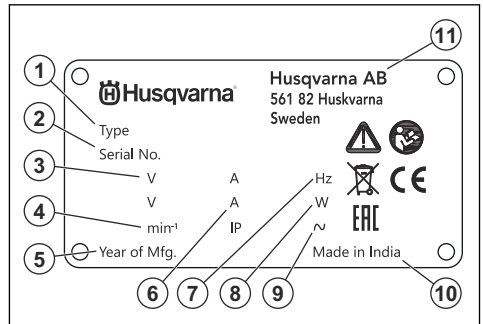 11
1
Husqvarna AB
Husqvarna
561 82 Huskvarna
Sweden
2
Type
Serial No.
3
V A Hz
CE
V A W
4
min⁻¹ IP ~
EAC
5
Year of Mfg. Made in India
6 7 8 9 10